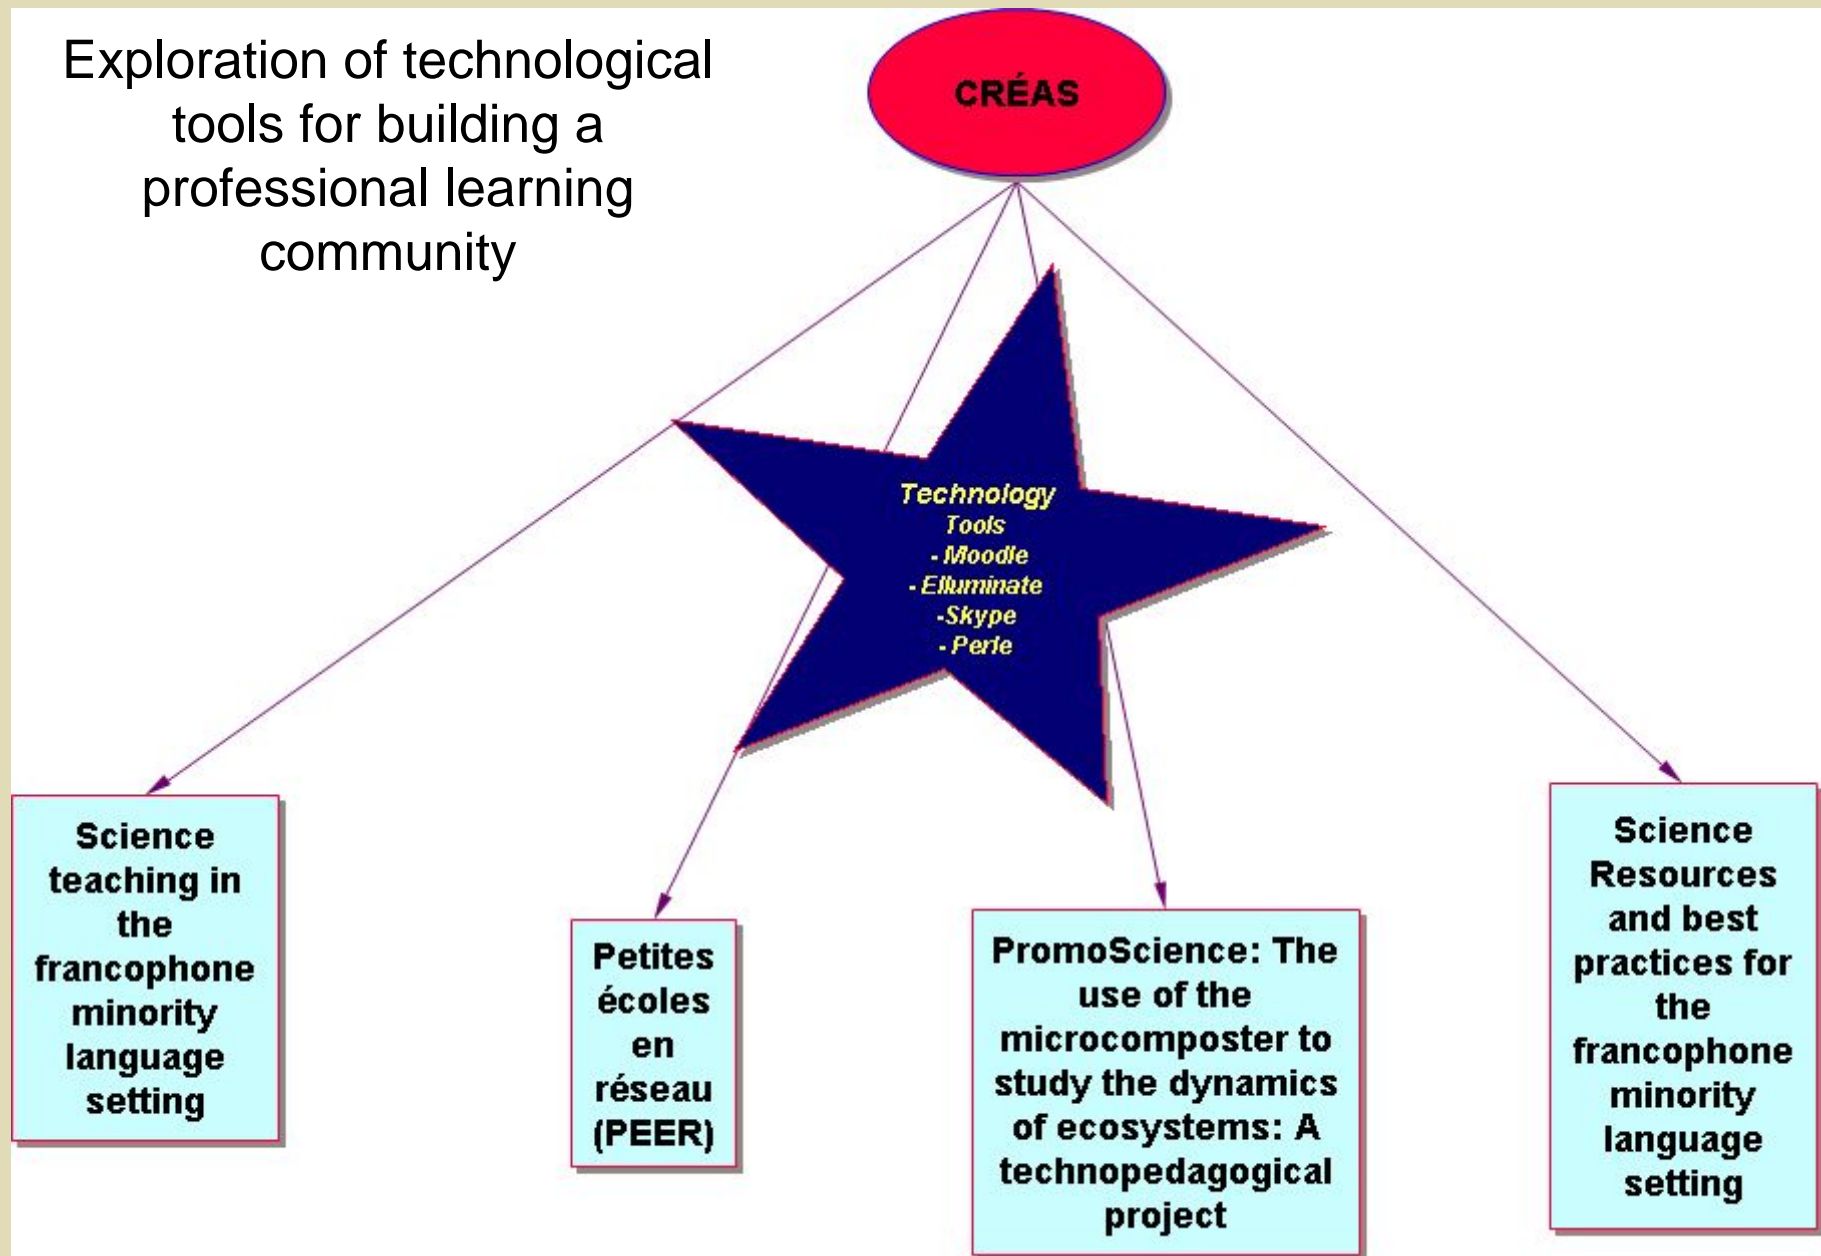 Exploration of technological
tools for building a
professional learning
community
CRÉAS
Technology
Tools
- Moodle
- Elluminate
-Skype
- Perle
Science
teaching in
the
francophone
minority
language
setting
Petites
écoles
en
réseau
(PEER)
PromoScience: The
use of the
microcomposter to
study the dynamics
of ecosystems: A
technopedagogical
project
Science
Resources
and best
practices for
the
francophone
minority
language
setting